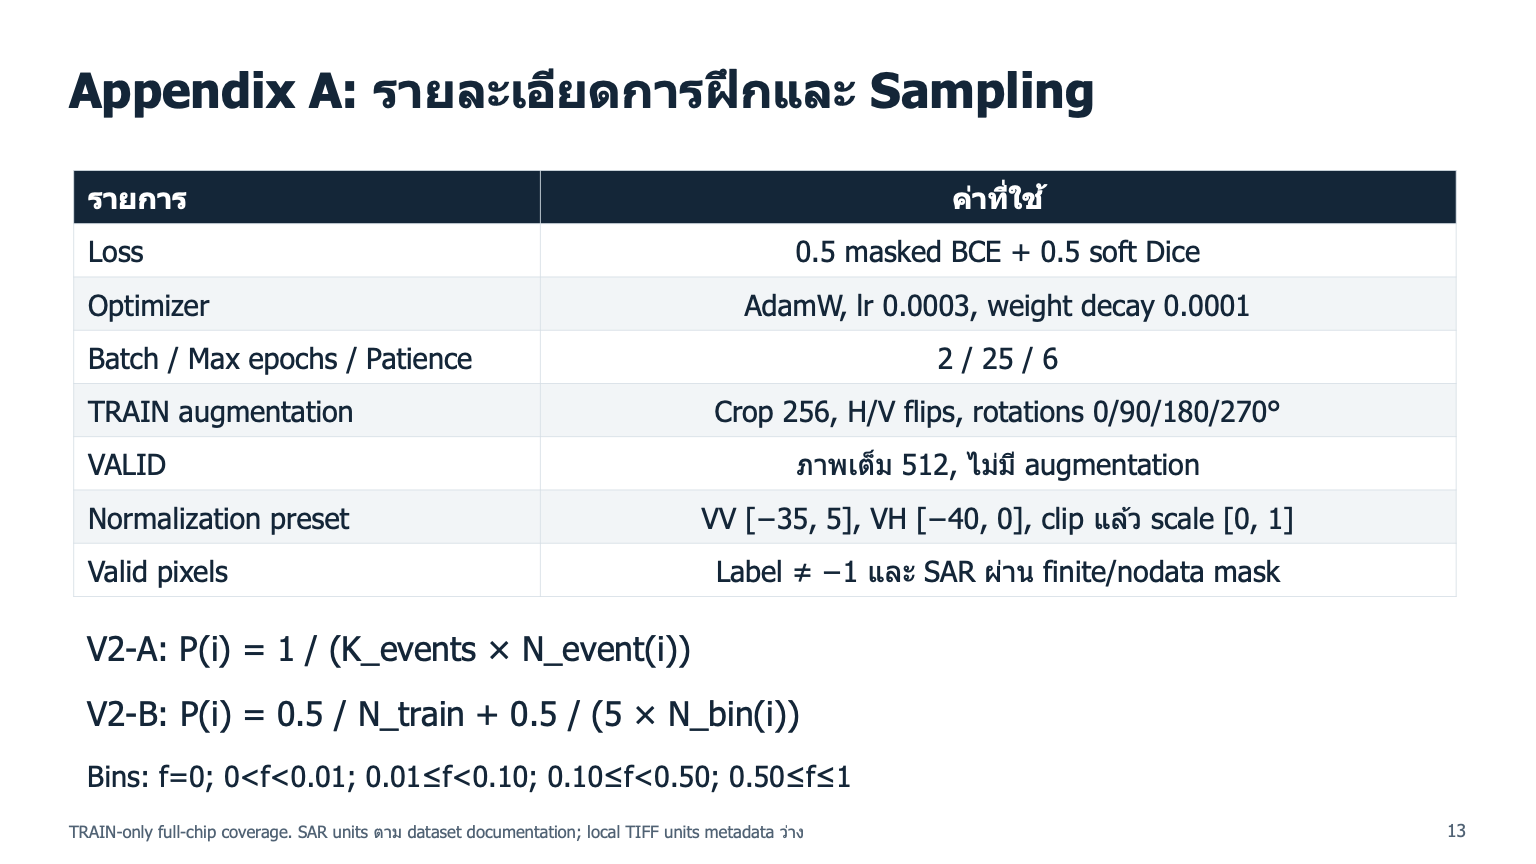 Appendix A: รายละเอียดการฝึกและ Sampling
รายการ ค่าที่ใช้
Loss 0.5 masked BCE + 0.5 soft Dice
Optimizer AdamW, lr 0.0003, weight decay 0.0001
Batch / Max epochs / Patience 2 / 25 / 6
TRAIN augmentation Crop 256, H/V flips, rotations 0/90/180/270°
VALID ภาพเต็ม 512, ไม่มี augmentation
Normalization preset VV [−35, 5], VH [−40, 0], clip แล้ว scale [0, 1]
Valid pixels Label ≠ −1 และ SAR ผ่าน finite/nodata mask
V2-A: P(i) = 1 / (K_events × N_event(i))
V2-B: P(i) = 0.5 / N_train + 0.5 / (5 × N_bin(i))
Bins: f=0; 0<f<0.01; 0.01≤f<0.10; 0.10≤f<0.50; 0.50≤f≤1
TRAIN-only full-chip coverage. SAR units ตาม dataset documentation; local TIFF units metadata ว่าง 13